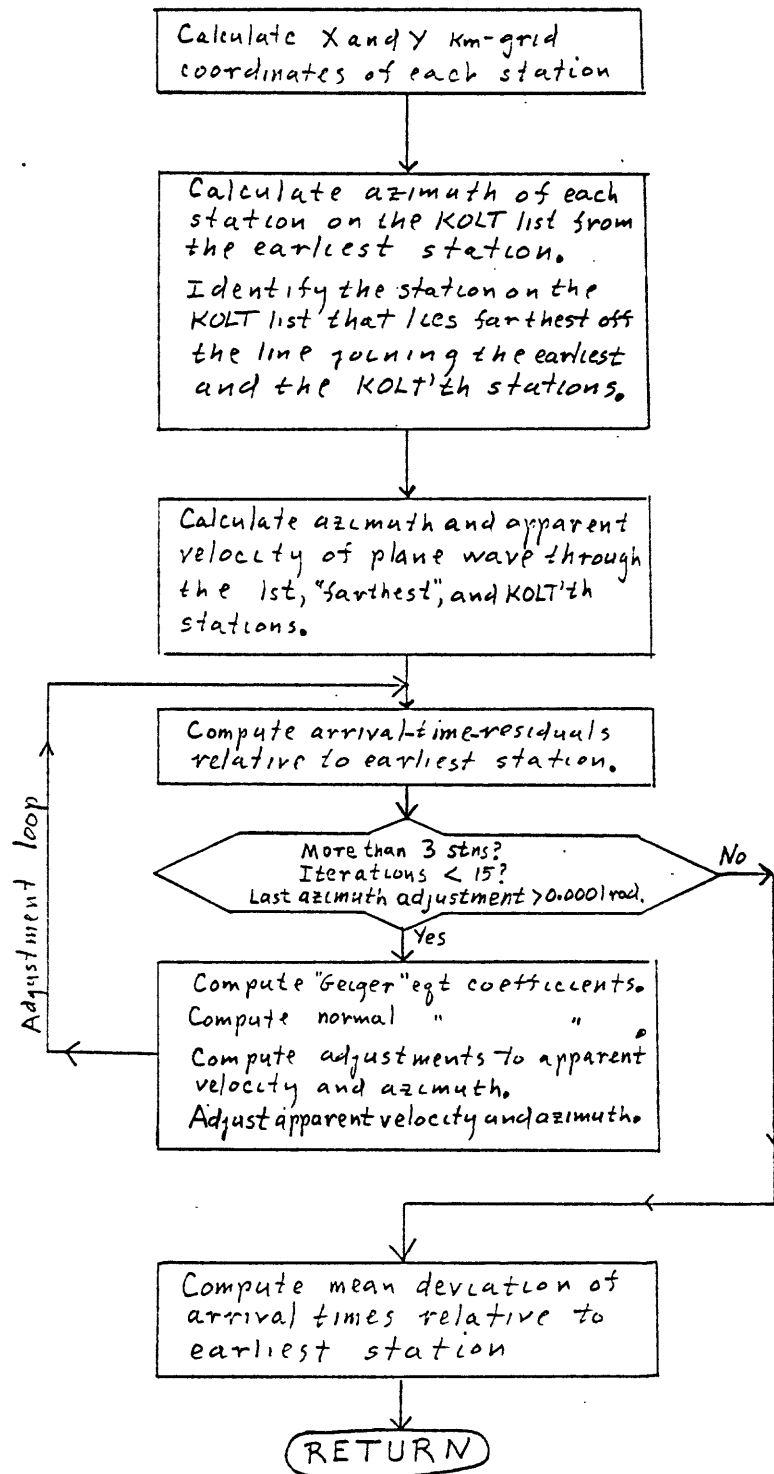 Calculate X and Y Km-grid
coordinates of each station
Calculate azimuth of each
station on the KOLT list from
the earliest station.
Identify the station on the
KOLT list that lies farthest off
the line joining the earliest
and the KOLT'th stations.
Calculate azimuth and apparent
velocity of plane wave through
the 1st, "farthest", and KOLT'th
stations.
Compute arrival-time-residuals
relative to earliest station.
More than 3 stns?
Iterations < 15?
Last azimuth adjustment > 0.0001 rad.
No
Yes
Adjustment loop
Compute "Geiger" eqt coefficients.
Compute normal " " .
Compute adjustments to apparent
velocity and azimuth.
Adjust apparent velocity and azimuth.
Compute mean deviation of
arrival times relative to
earliest station
RETURN